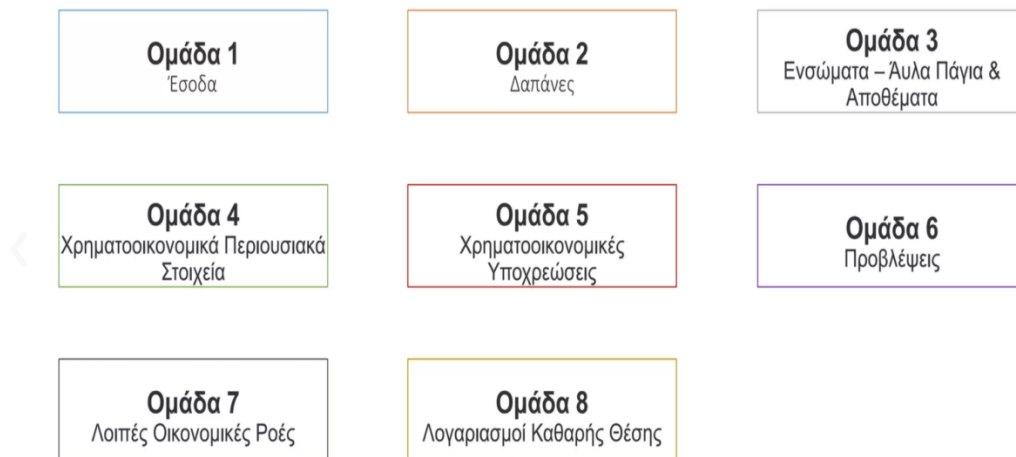 Ομάδα 1
Έσοδα
Ομάδα 2
Δαπάνες
Ομάδα 3
Ενσώματα – Άυλα Πάγια &
Αποθέματα
Ομάδα 4
Χρηματοοικονομικά Περιουσιακά
Στοιχεία
Ομάδα 5
Χρηματοοικονομικές
Υποχρεώσεις
Ομάδα 6
Προβλέψεις
Ομάδα 7
Λοιπές Οικονομικές Ροές
Ομάδα 8
Λογαριασμοί Καθαρής Θέσης